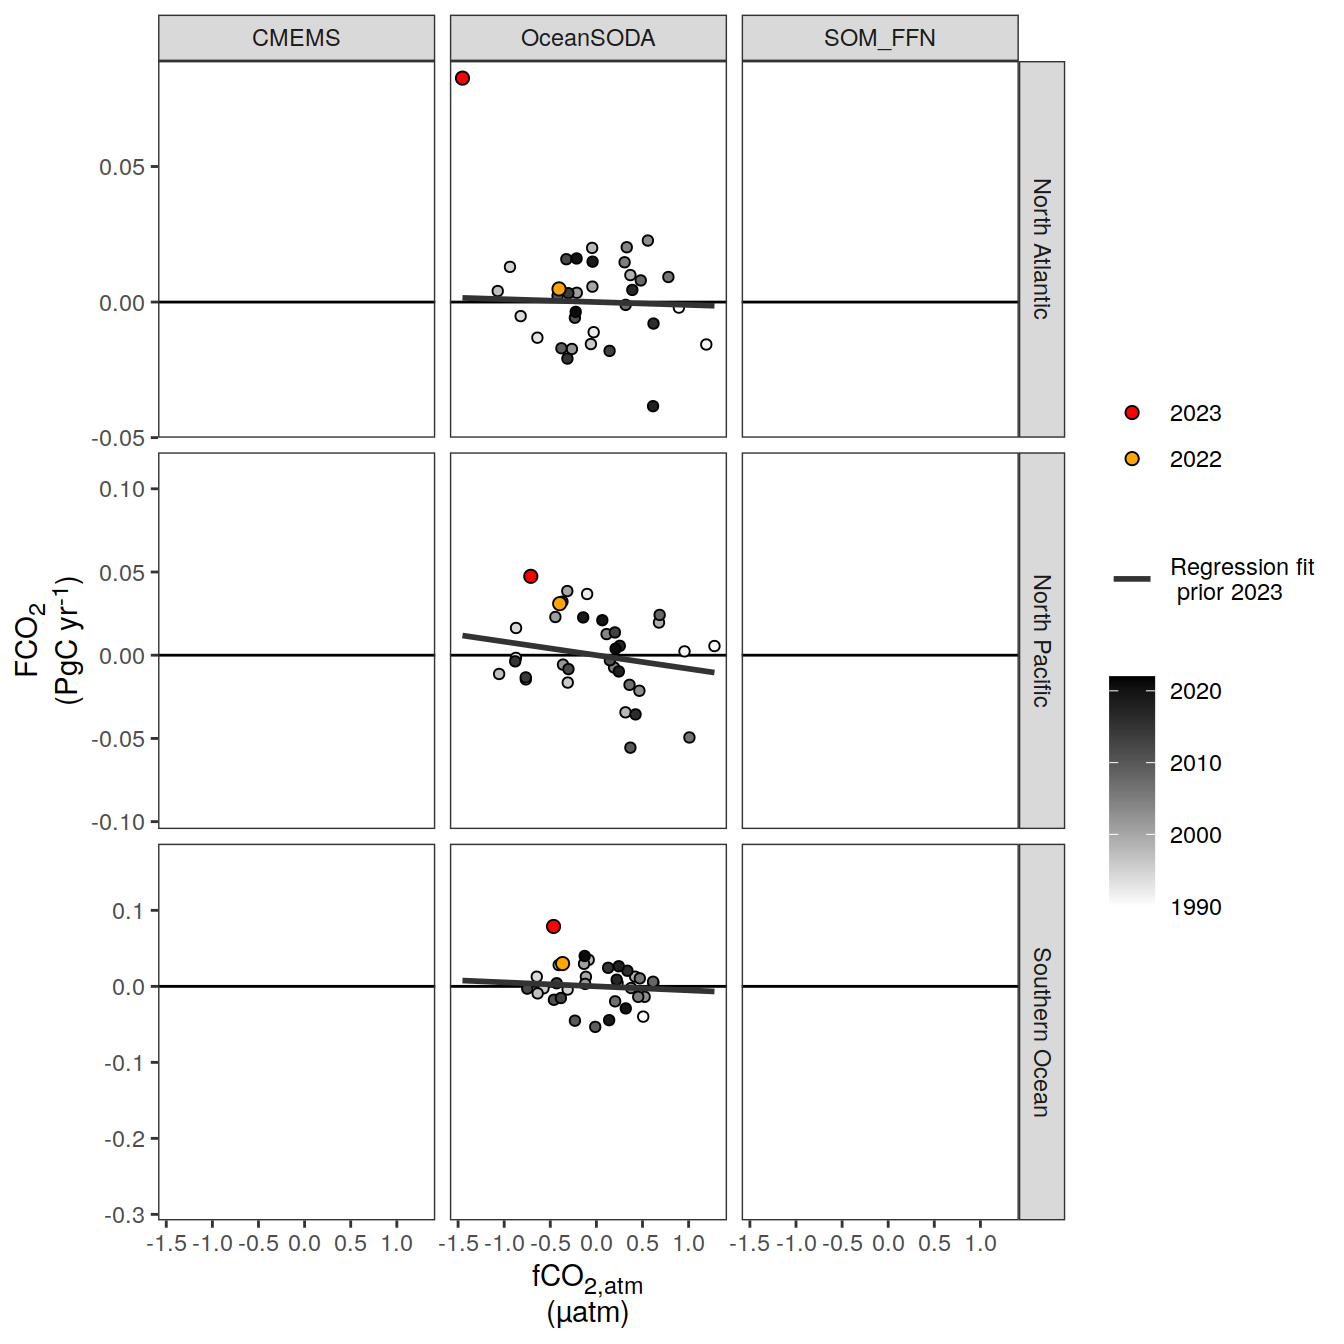 CMEMS OceanSODA SOM_FFN
0.05
0.00
-0.05
North Atlantic
0.10
0.05
0.00
-0.05
-0.10
North Pacific
0.1
0.0
-0.1
-0.2
-0.3
Southern Ocean
FCO₂
(PgC yr⁻¹)
-1.5 -1.0 -0.5 0.0 0.5 1.0 -1.5 -1.0 -0.5 0.0 0.5 1.0 -1.5 -1.0 -0.5 0.0 0.5 1.0
fCO₂,atm
(µatm)
2023
2022
Regression fit
prior 2023
2020
2010
2000
1990